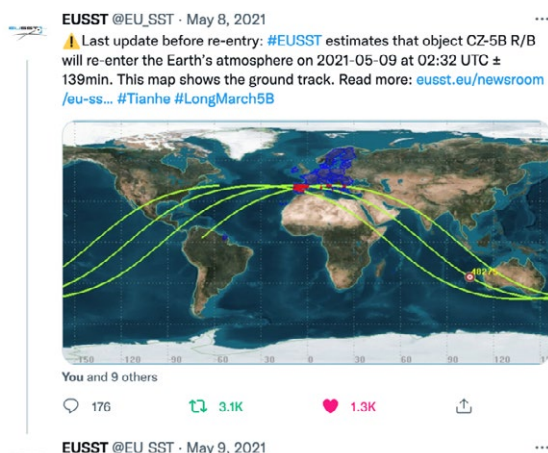 EUSST @EU_SST · May 8, 2021
⚠️Last update before re-entry: #EUSST estimates that object CZ-5B R/B
will re-enter the Earth's atmosphere on 2021-05-09 at 02:32 UTC ±
139min. This map shows the ground track. Read more: eusst.eu/newsroom
/eu-ss... #Tianhe #LongMarch5B
48275
-150 -120 -90 -60 -30 0 30 60 90 120 150
You and 9 others
176 3.1K 1.3K
EUSST @EU_SST · May 9, 2021